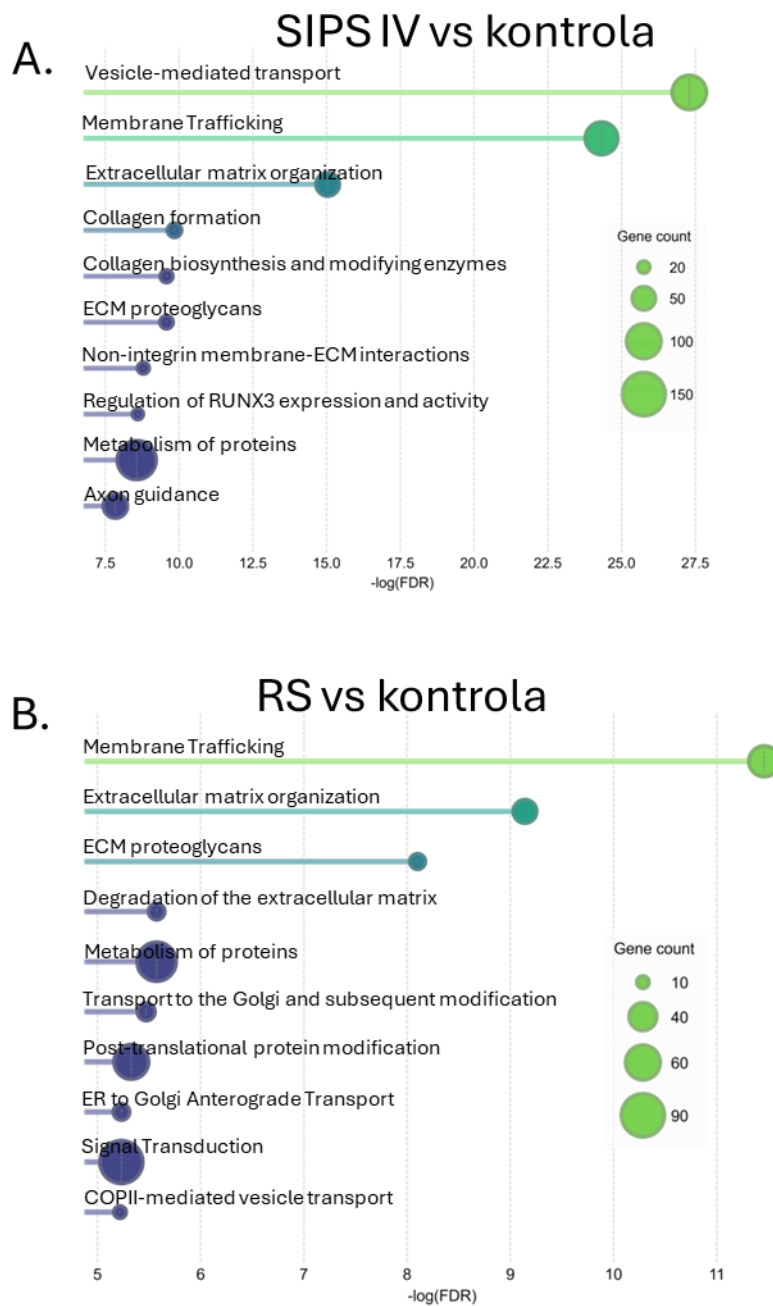 SIPS IV vs kontrola
A.
Vesicle-mediated transport
Membrane Trafficking
Extracellular matrix organization
Collagen formation
Collagen biosynthesis and modifying enzymes
ECM proteoglycans
Non-integrin membrane-ECM interactions
Regulation of RUNX3 expression and activity
Metabolism of proteins
Axon guidance
Gene count
20
50
100
150
7.5 10.0 12.5 15.0 17.5 20.0 22.5 25.0 27.5
-log(FDR)
RS vs kontrola
B.
Membrane Trafficking
Extracellular matrix organization
ECM proteoglycans
Degradation of the extracellular matrix
Metabolism of proteins
Transport to the Golgi and subsequent modification
Post-translational protein modification
ER to Golgi Anterograde Transport
Signal Transduction
COPII-mediated vesicle transport
Gene count
10
40
60
90
5 6 7 8 9 10 11
-log(FDR)